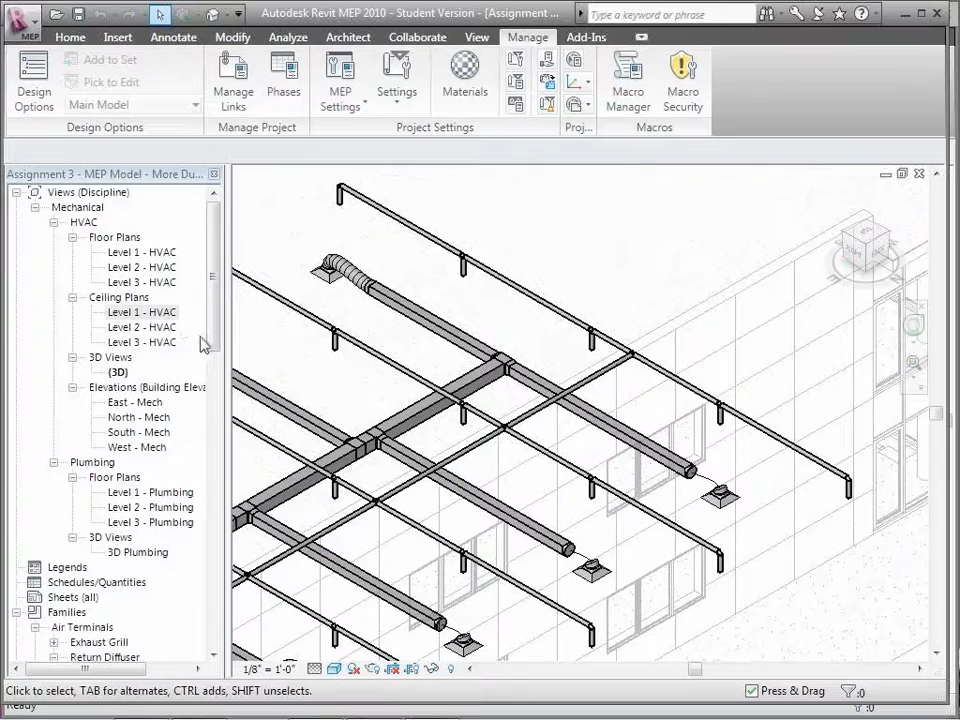 Autodesk Revit MEP 2010 - Student Version - [Assignment ...
Type a keyword or phrase
MEP
Home Insert Annotate Modify Analyze Architect Collaborate View Manage Add-Ins
Design Options
Add to Set
Pick to Edit
Main Model
Manage Links
Phases
MEP Settings
Settings
Materials
Macro Manager
Macro Security
Design Options Manage Project Project Settings Proj... Macros
Assignment 3 - MEP Model - More Du...
Views (Discipline)
Mechanical
HVAC
Floor Plans
Level 1 - HVAC
Level 2 - HVAC
Level 3 - HVAC
Ceiling Plans
Level 1 - HVAC
Level 2 - HVAC
Level 3 - HVAC
3D Views
{3D}
Elevations (Building Eleva
East - Mech
North - Mech
South - Mech
West - Mech
Plumbing
Floor Plans
Level 1 - Plumbing
Level 2 - Plumbing
Level 3 - Plumbing
3D Views
3D Plumbing
Legends
Schedules/Quantities
Sheets (all)
Families
Air Terminals
Exhaust Grill
Return Diffuser
1/8" = 1'-0"
Click to select, TAB for alternates, CTRL adds, SHIFT unselects.
Press & Drag
:0
Ready
:0